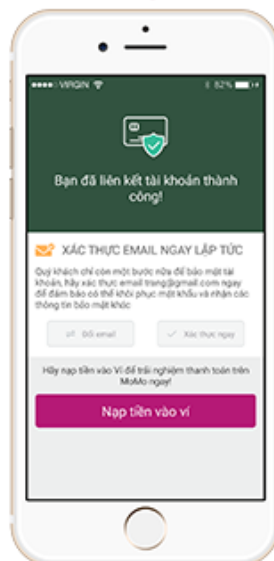 VIRGIN
82%
Bạn đã liên kết tài khoản thành
công!
XÁC THỰC EMAIL NGAY LẬP TỨC
Quý khách chỉ còn một bước nữa để bảo mật tài
khoản, hãy xác thực email trang@gmail.com ngay
để đảm bảo có thể khôi phục mật khẩu và nhận các
thông tin bảo mật khác
Đổi email
Xác thực ngay
Hãy nạp tiền vào Ví để trải nghiệm thanh toán trên
MoMo ngay!
Nạp tiền vào ví